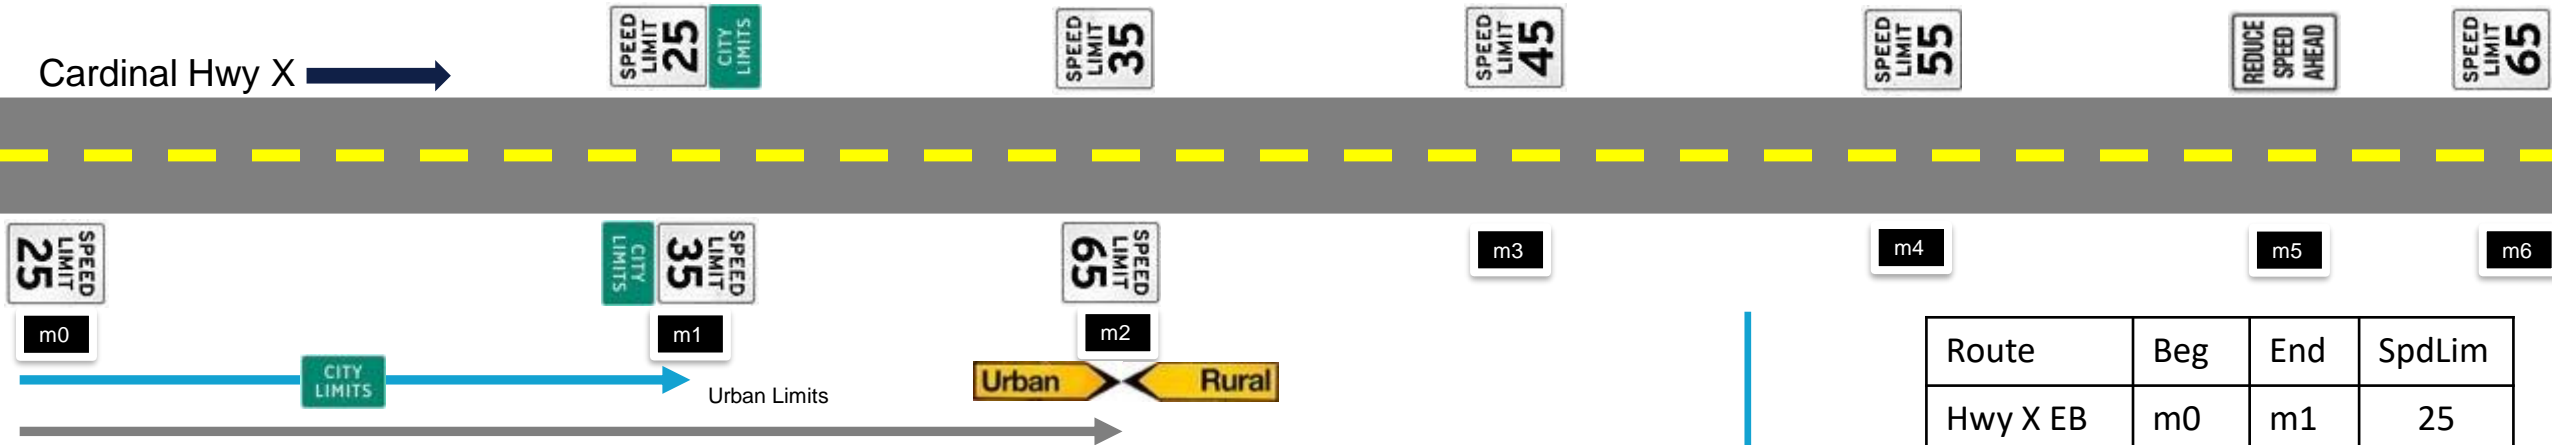 SPEED
LIMIT
25
CITY
LIMITS
SPEED
LIMIT
35
SPEED
LIMIT
45
SPEED
LIMIT
55
REDUCE
SPEED
AHEAD
SPEED
LIMIT
65
Cardinal Hwy X
SPEED
LIMIT
25
CITY
LIMITS
SPEED
LIMIT
35
SPEED
LIMIT
65
m3
m4
m5
m6
m0
m1
m2
CITY
LIMITS
Urban Limits
Urban Rural
Route Beg End SpdLim
Hwy X EB m0 m1 25